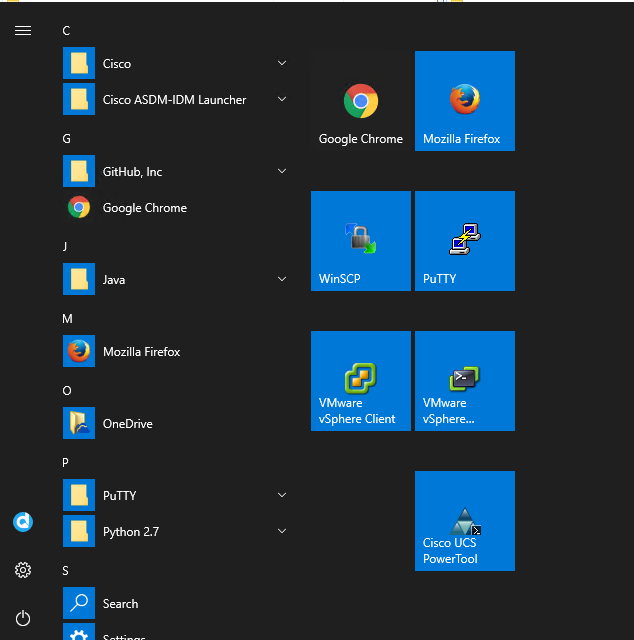 C
Cisco
Cisco ASDM-IDM Launcher
G
GitHub, Inc
Google Chrome
J
Java
M
Mozilla Firefox
O
OneDrive
P
PuTTY
Python 2.7
S
Search
Settings
Google Chrome
Mozilla Firefox
WinSCP
PuTTY
VMware
vSphere Client
VMware
vSphere...
Cisco UCS
PowerTool